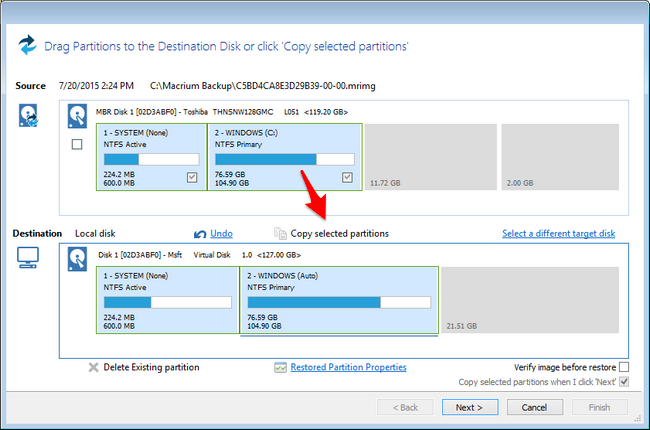 Drag Partitions to the Destination Disk or click 'Copy selected partitions'
Source 7/20/2015 2:24 PM C:\Macrium Backup\C5BD4CA8E3D29B39-00-00.mrimg
MBR Disk 1 [02D3ABF0] - Toshiba THNSNW128GMC L051 <119.20 GB>
1 - SYSTEM (None)
NTFS Active
224.2 MB
600.0 MB
2 - WINDOWS (C:)
NTFS Primary
76.59 GB
104.90 GB
11.72 GB
2.00 GB
Destination Local disk Undo Copy selected partitions Select a different target disk
Disk 1 [02D3ABF0] - Msft Virtual Disk 1.0 <127.00 GB>
1 - SYSTEM (None)
NTFS Active
224.2 MB
600.0 MB
2 - WINDOWS (Auto)
NTFS Primary
76.59 GB
104.90 GB
21.51 GB
Delete Existing partition Restored Partition Properties Verify image before restore
Copy selected partitions when I click 'Next'
< Back Next > Cancel Finish